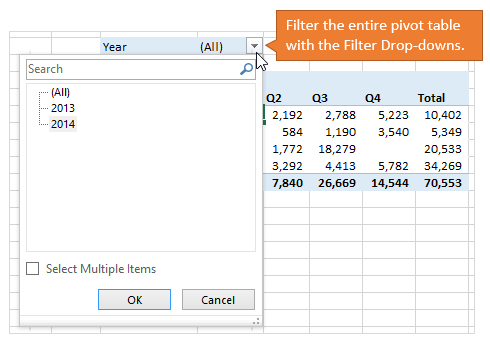 Filter the entire pivot table
with the Filter Drop-downs.
Year (All)
Search
(All)
2013
2014
Select Multiple Items
OK Cancel
Q2 Q3 Q4 Total
2,192 2,788 5,223 10,402
584 1,190 3,540 5,349
1,772 18,279 20,533
3,292 4,413 5,782 34,269
7,840 26,669 14,544 70,553